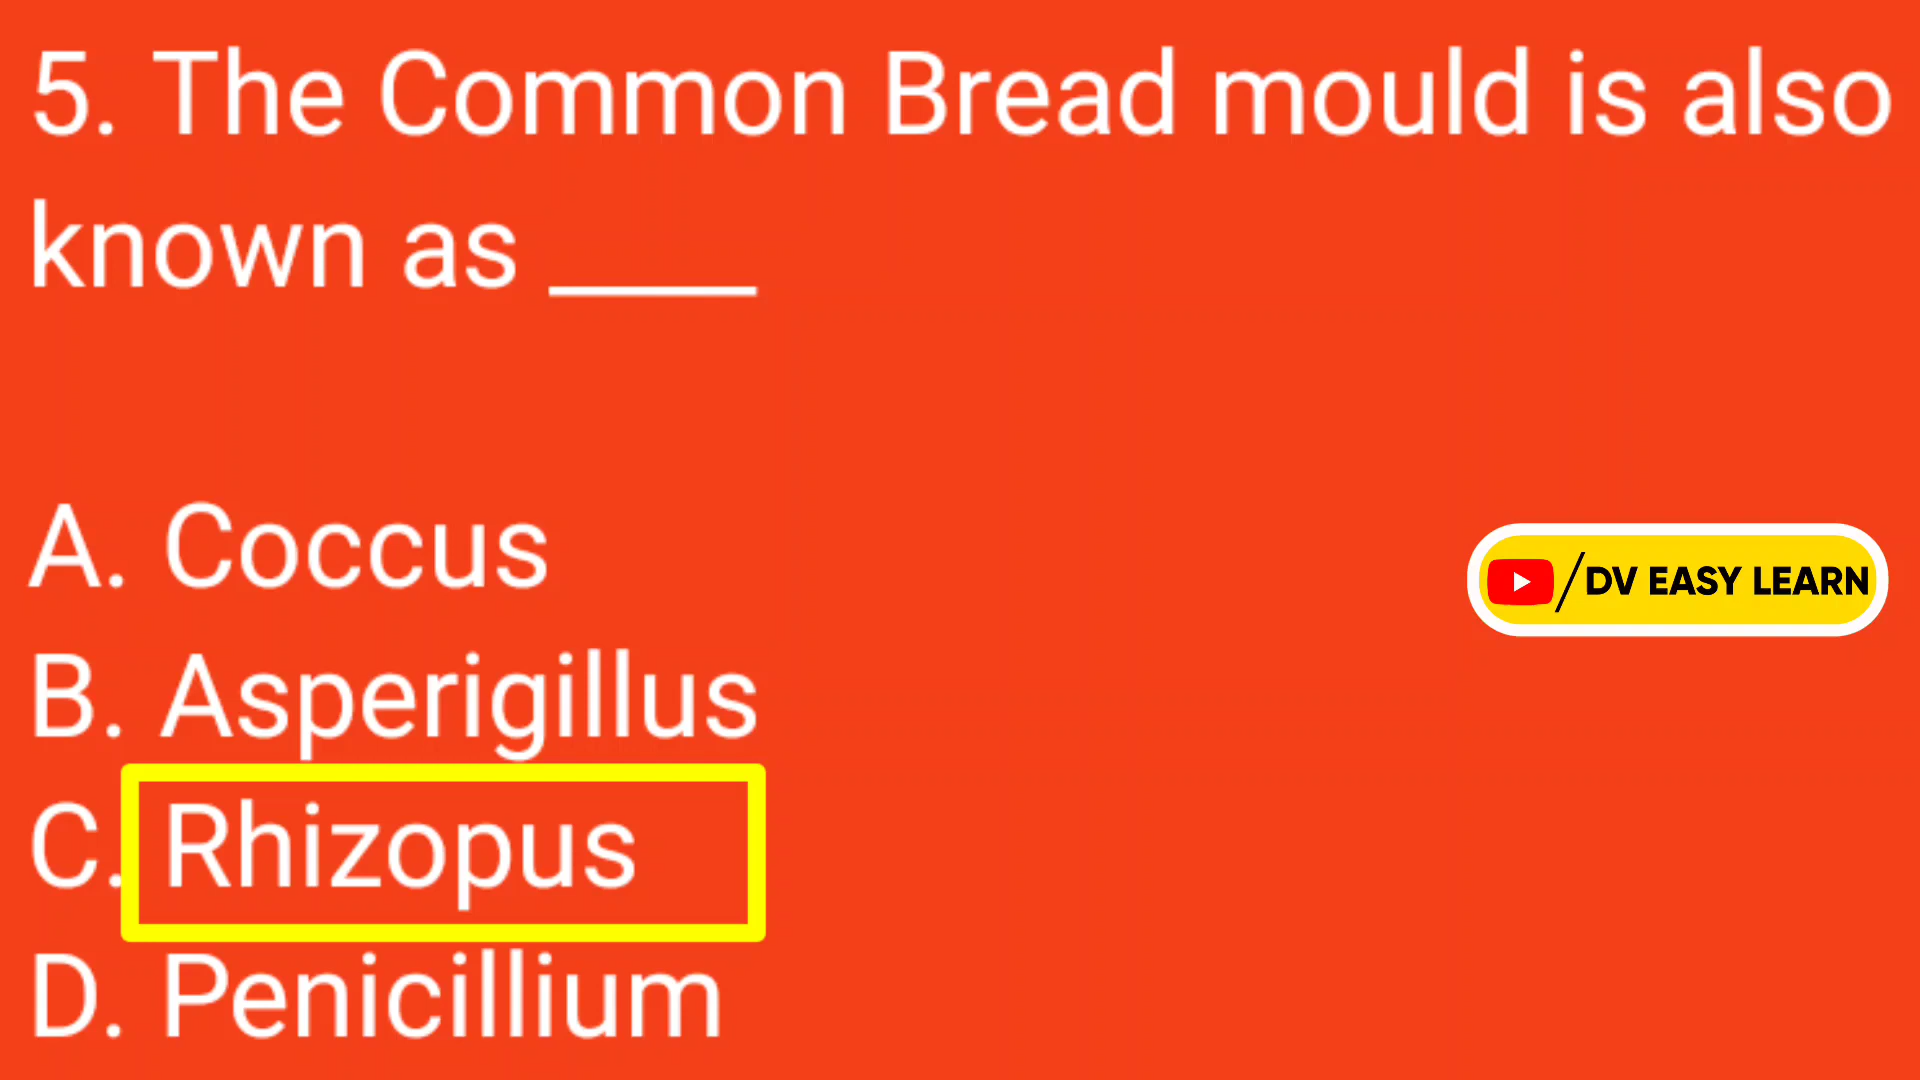 5. The Common Bread mould is also
known as ____
A. Coccus
B. Asperigillus
/DV EASY LEARN
C. Rhizopus
D. Penicillium